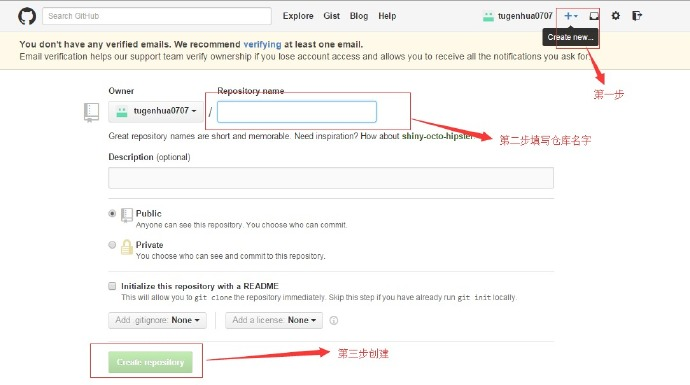 Search GitHub
Explore Gist Blog Help
tugenhua0707
Create new...
You don't have any verified emails. We recommend verifying at least one email.
Email verification helps our support team verify ownership if you lose account access and allows you to receive all the notifications you ask for
第一步
Owner
Repository name
tugenhua0707 /
第二步填写仓库名字
Great repository names are short and memorable. Need inspiration? How about shiny-octo-hipster
Description (optional)
Public
Anyone can see this repository. You choose who can commit.
Private
You choose who can see and commit to this repository.
Initialize this repository with a README
This will allow you to git clone the repository immediately. Skip this step if you have already run git init locally.
Add .gitignore: None
Add a license: None
Create repository
第三步创建